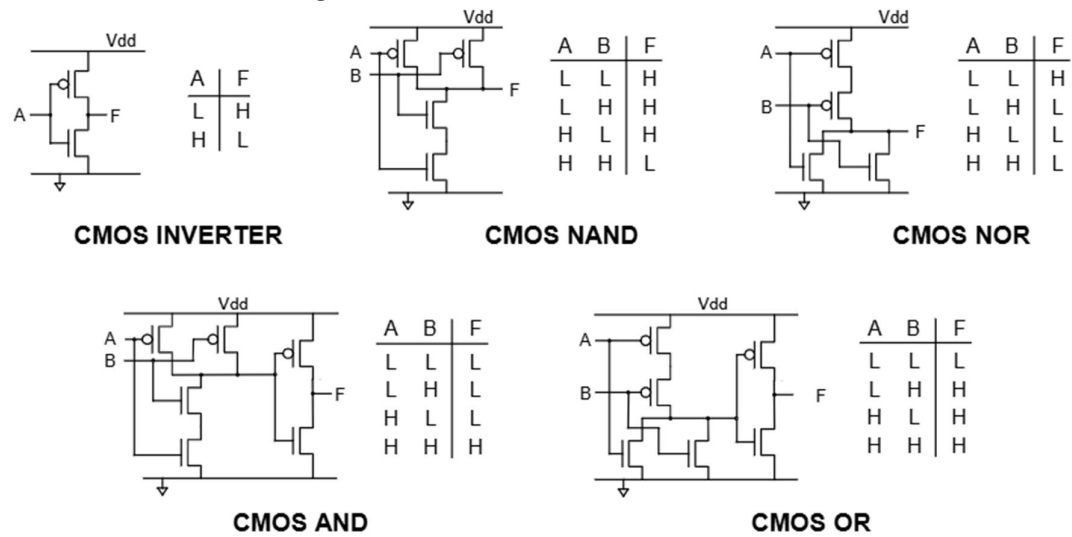 Vdd
A F
A F
L H
H L
CMOS INVERTER
Vdd
A
B
F
A B F
L L H
L H H
H L H
H H L
CMOS NAND
Vdd
A
B
F
A B F
L L H
L H L
H L L
H H L
CMOS NOR
Vdd
A
B
F
A B F
L L L
L H L
H L L
H H H
CMOS AND
Vdd
A
B
F
A B F
L L L
L H H
H L H
H H H
CMOS OR